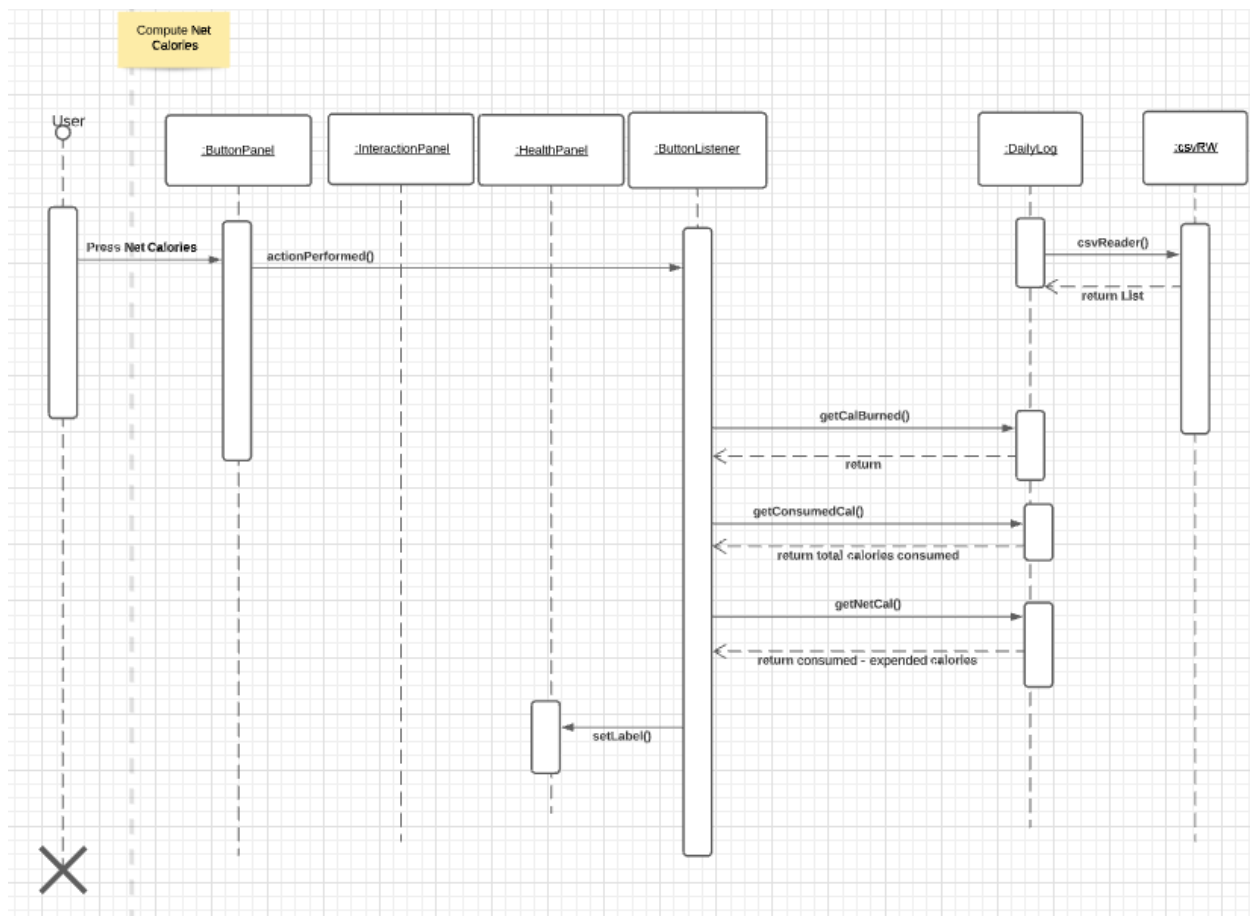 Compute Net
Calories
User
:ButtonPanel
:InteractionPanel
:HealthPanel
:ButtonListener
:DailyLog
:csvRW
Press Net Calories
actionPerformed()
csvReader()
return List
getCalBurned()
return
getConsumedCal()
return total calories consumed
getNetCal()
return consumed - expended calories
setLabel()